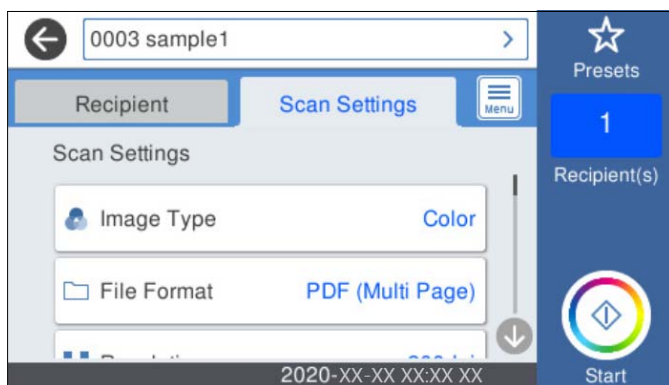 0003 sample1
Presets
Recipient
Scan Settings
Menu
1
Recipient(s)
Scan Settings
Image Type
Color
File Format
PDF (Multi Page)
Start
2020-XX-XX XX:XX XX